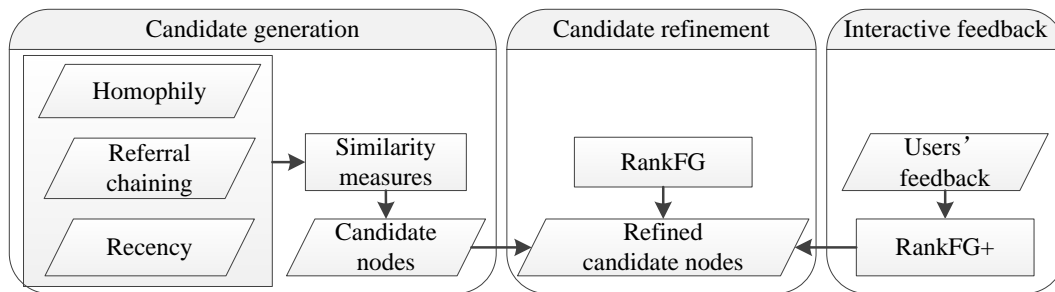 Candidate generation
Homophily
Referral
chaining
Recency
Similarity
measures
Candidate
nodes
Candidate refinement
RankFG
Refined
candidate nodes
Interactive feedback
Users’
feedback
RankFG+